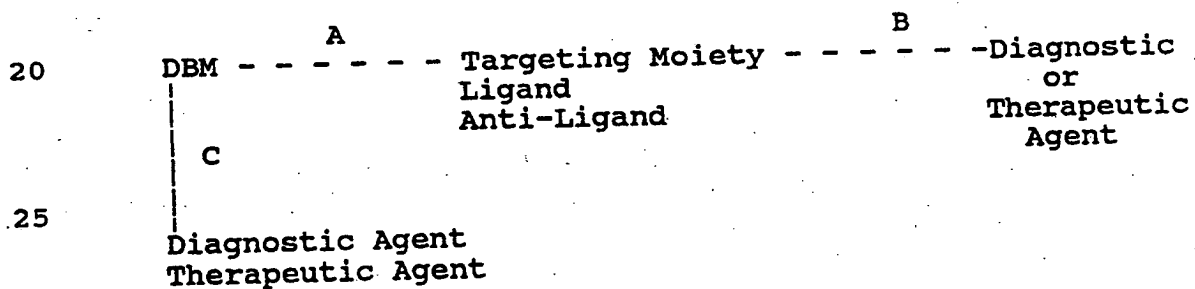 A B
20 DBM - - - - - - Targeting Moiety - - - - - -Diagnostic
Ligand or
Anti-Ligand Therapeutic
C Agent
25
Diagnostic Agent
Therapeutic Agent